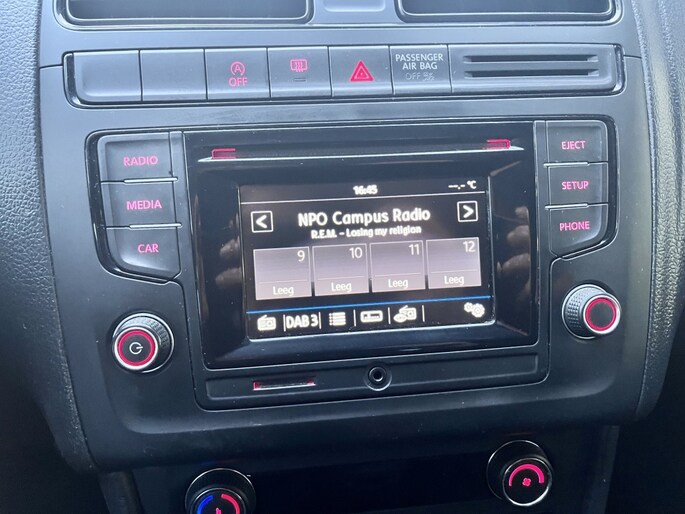 OFF
PASSENGER
AIR BAG
OFF
RADIO
MEDIA
CAR
EJECT
SETUP
PHONE
16:45
--.- °C
NPO Campus Radio
R.E.M. - Losing my religion
9
10
11
12
Leeg
Leeg
Leeg
Leeg
DAB 3